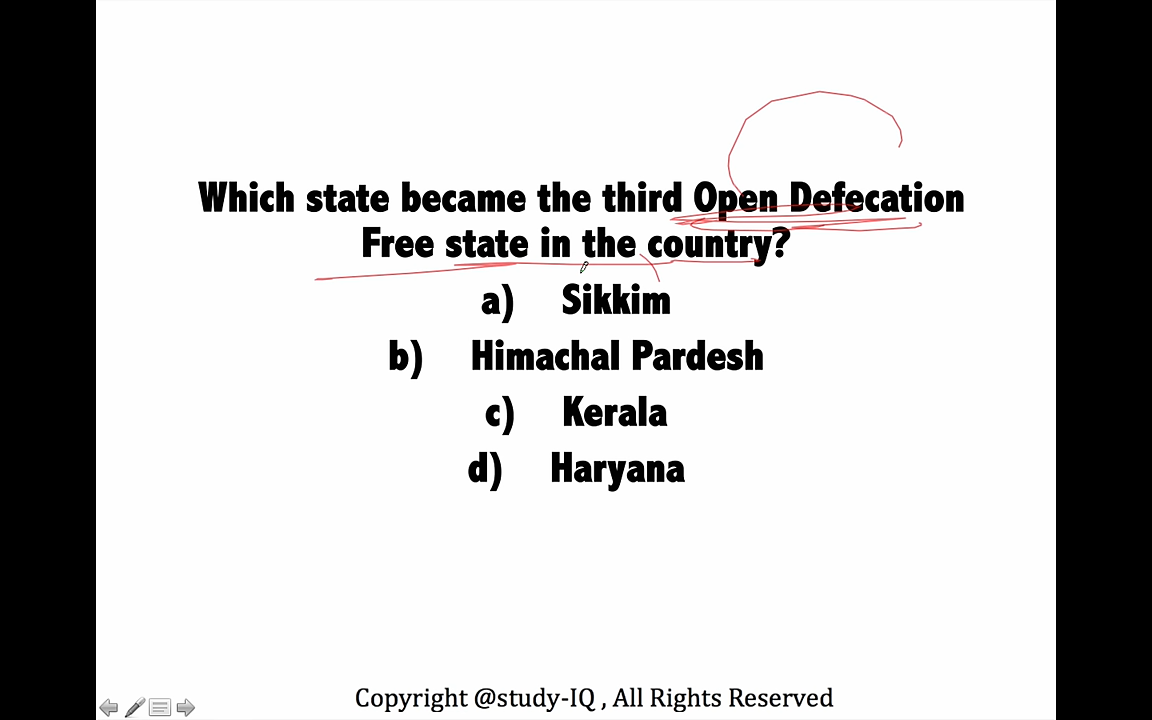 Which state became the third Open Defecation
Free state in the country?
a) Sikkim
b) Himachal Pardesh
c) Kerala
d) Haryana
Copyright @study-IQ , All Rights Reserved